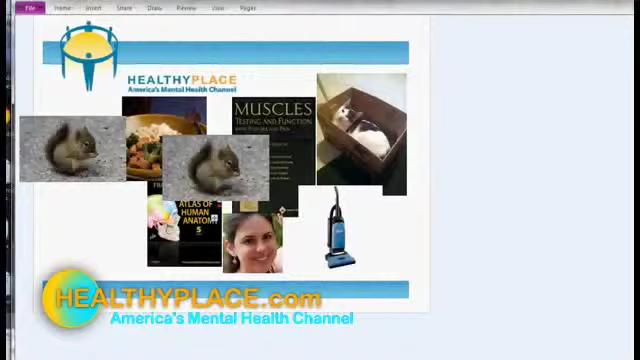 File Home Insert Share Draw Review View Pages
HEALTHYPLACE
America's Mental Health Channel
MUSCLES
TESTING AND FUNCTION
ATLAS OF
HUMAN
ANATOMY
5
HEALTHYPLACE.com
America's Mental Health Channel